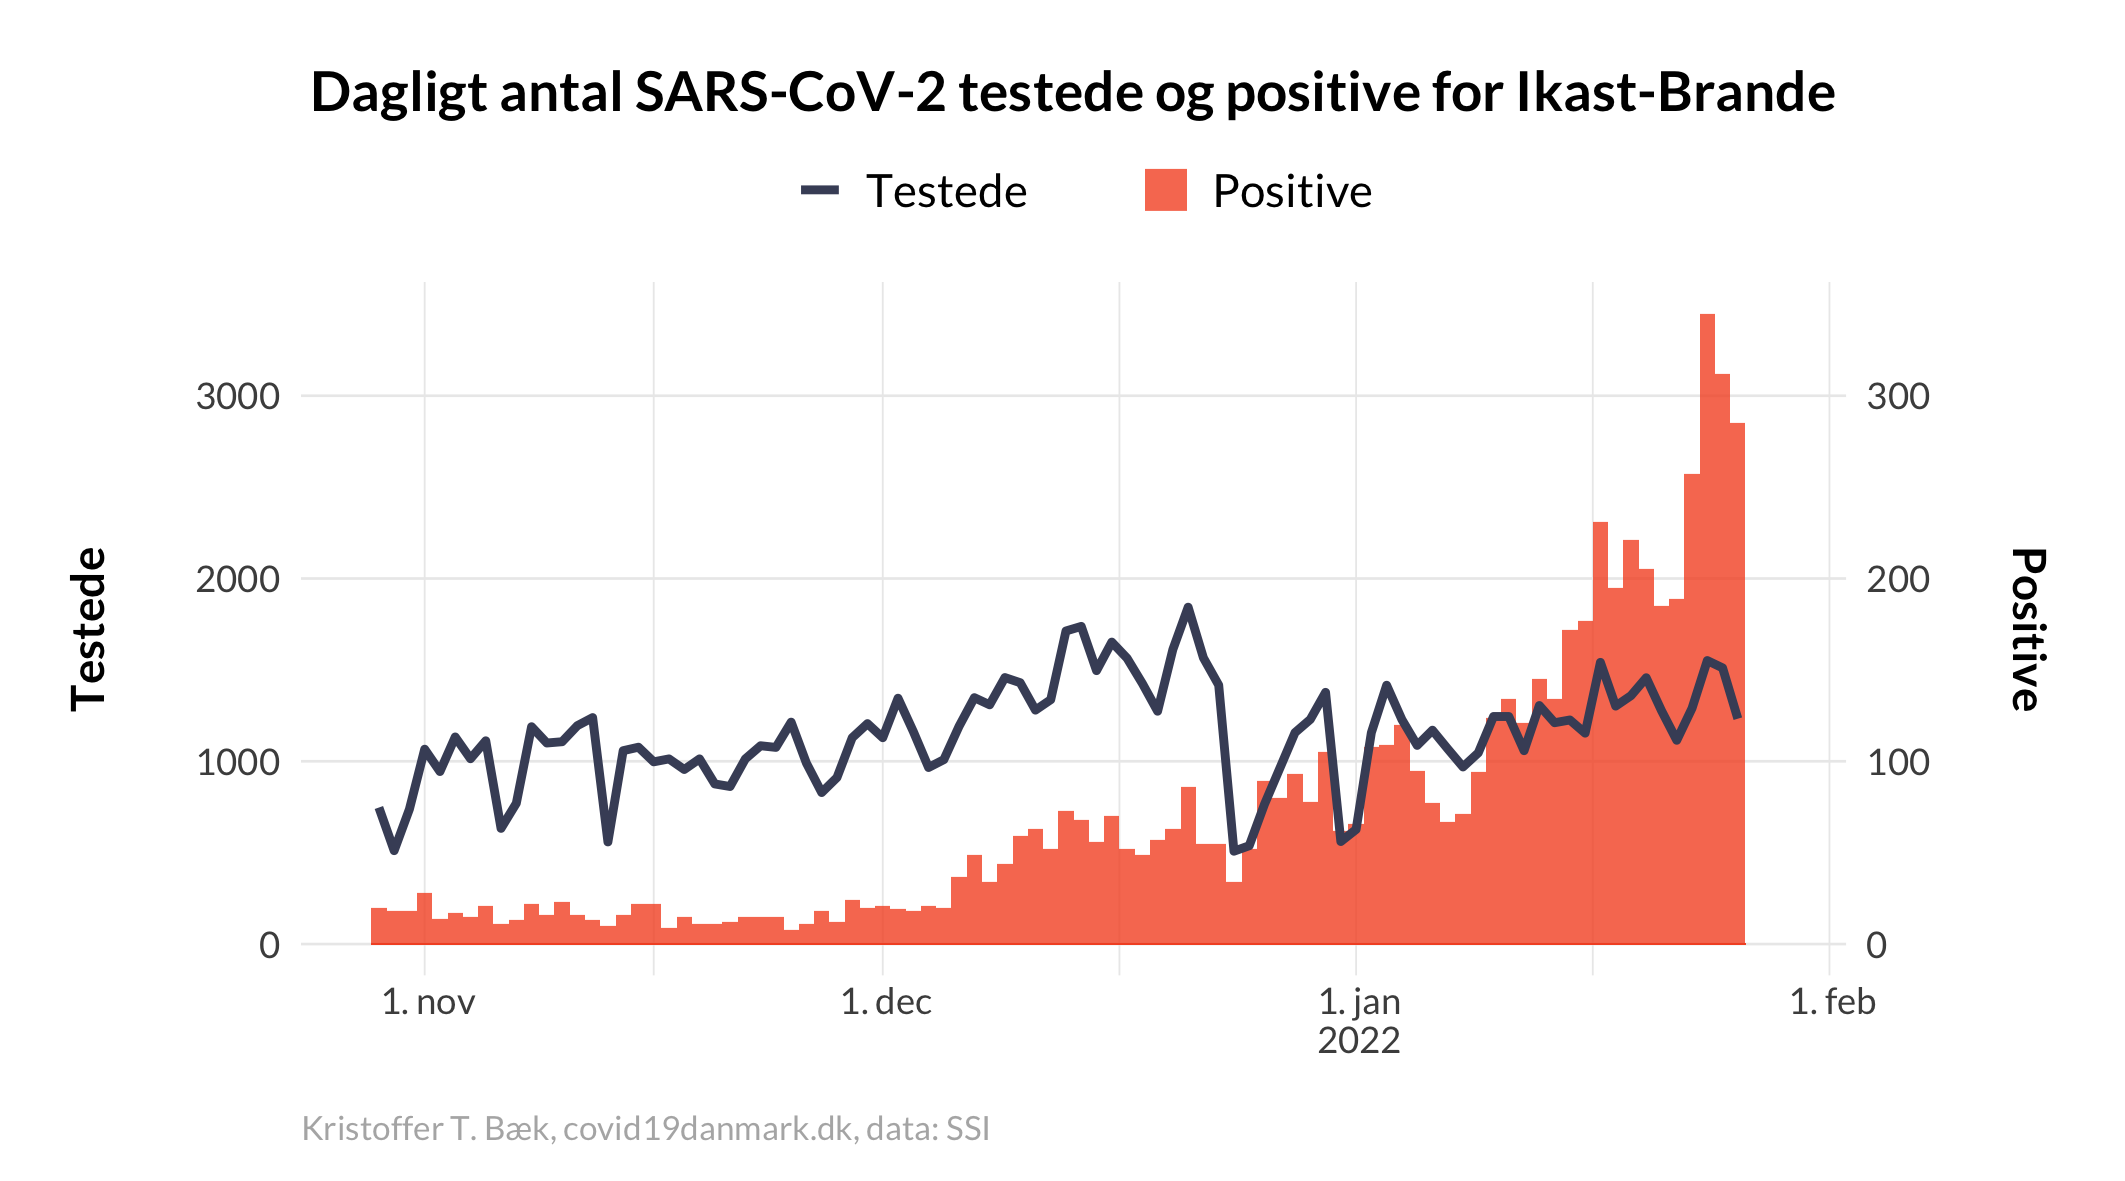 Dagligt antal SARS-CoV-2 testede og positive for Ikast-Brande
Testede Positive
Testede
3000
2000
1000
0
300
200
100
0
Positive
1. nov 1. dec 1. jan 1. feb
2022
Kristoffer T. Bæk, covid19danmark.dk, data: SSI